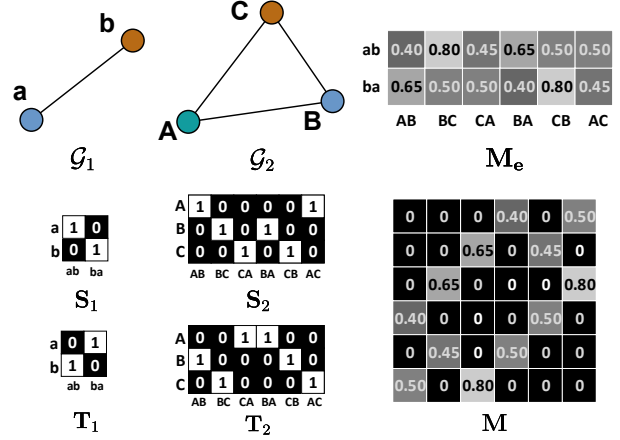 a
b
𝒢₁
A
B
C
𝒢₂
ab 0.40 0.80 0.45 0.65 0.50 0.50
ba 0.65 0.50 0.50 0.40 0.80 0.45
AB BC CA BA CB AC
Mₑ
a 1 0
b 0 1
ab ba
S₁
A 1 0 0 0 0 1
B 0 1 0 1 0 0
C 0 0 1 0 1 0
AB BC CA BA CB AC
S₂
a 0 1
b 1 0
ab ba
T₁
A 0 0 1 1 0 0
B 1 0 0 0 1 0
C 0 1 0 0 0 1
AB BC CA BA CB AC
T₂
0 0 0 0.40 0 0.50
0 0 0.65 0 0.45 0
0 0.65 0 0 0 0.80
0.40 0 0 0 0.50 0
0 0.45 0 0.50 0 0
0.50 0 0.80 0 0 0
M